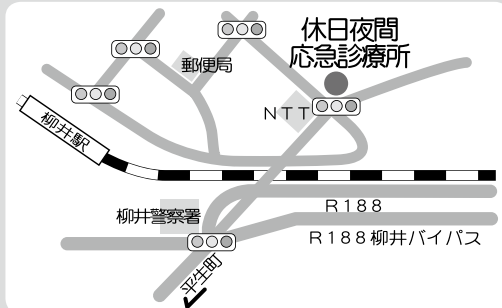 休日夜間
応急診療所
郵便局
NTT
柳井駅
柳井警察署
R188
R188柳井バイパス
平生町